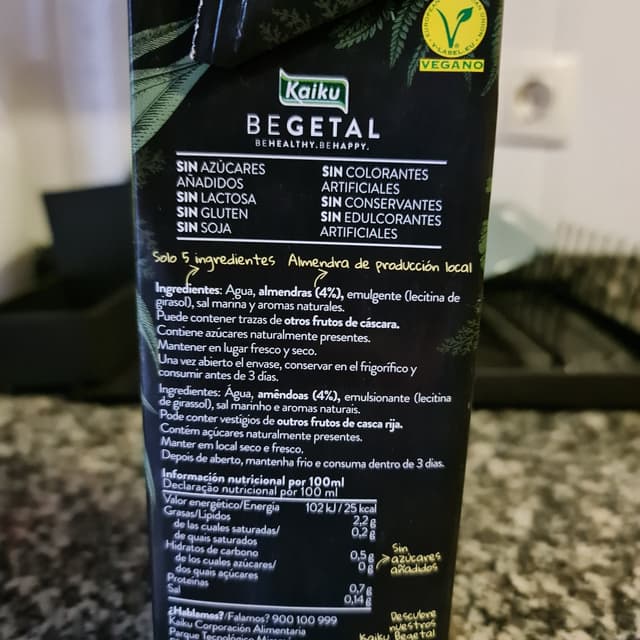 V-LABEL.EU
VEGANO
Kaiku
BEGETAL
BEHEALTHY.BEHAPPY.
SIN AZÚCARES
AÑADIDOS
SIN LACTOSA
SIN GLUTEN
SIN SOJA
SIN COLORANTES
ARTIFICIALES
SIN CONSERVANTES
SIN EDULCORANTES
ARTIFICIALES
Solo 5 ingredientes Almendra de producción local
Ingredientes: Agua, almendras (4%), emulgente (lecitina de
girasol), sal marina y aromas naturales.
Puede contener trazas de otros frutos de cáscara.
Contiene azúcares naturalmente presentes.
Mantener en lugar fresco y seco.
Una vez abierto el envase, conservar en el frigorífico y
consumir antes de 3 días.
Ingredientes: Água, amêndoas (4%), emulsionante (lecitina
de girassol), sal marinho e aromas naturais.
Pode conter vestigios de outros frutos de casca rija.
Contém açúcares naturalmente presentes.
Manter em local seco e fresco.
Depois de aberto, mantenha frio e consuma dentro de 3 dias.
Información nutricional por 100ml
Declaração nutricional por 100 ml
Valor energético/Energia 102 kJ / 25 kcal
Grasas/Lípidos 2,2 g
de las cuales saturadas/ 0,2 g
de quais saturados
Hidratos de carbono 0,5 g
de los cuales azúcares/ 0 g
dos quais açúcares
Proteínas 0,7 g
Sal 0,14 g
Sin
azúcares
añadidos
¿Hablamos?/Falamos? 900 100 999
Kaiku Corporación Alimentaria
Parque Tecnológico
Descubre
nuestros
Kaiku Begetal